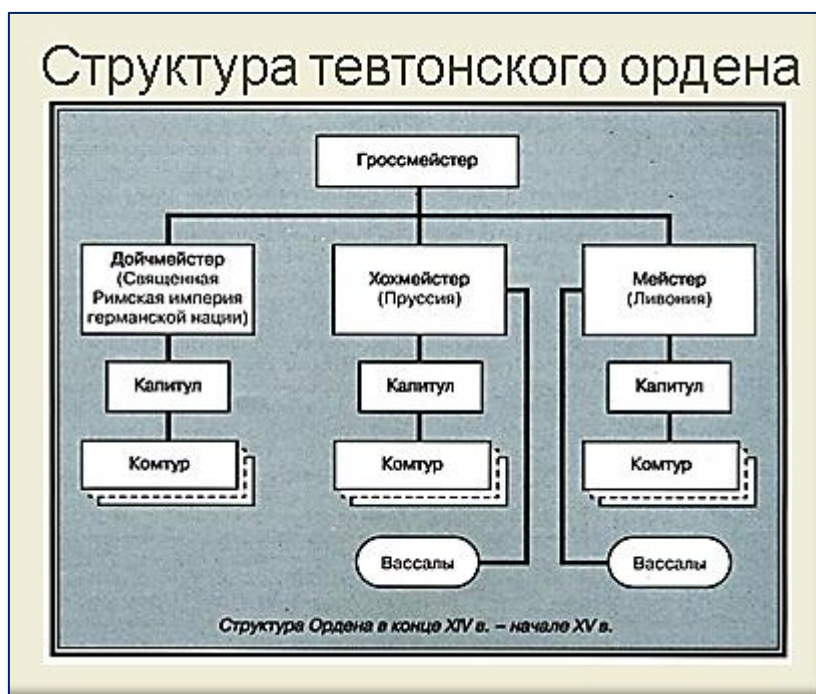 Структура тевтонского ордена
Гроссмейстер
Дойчмейстер
(Священная
Римская империя
германской нации)
Хохмейстер
(Пруссия)
Мейстер
(Ливония)
Капитул
Капитул
Капитул
Комтур
Комтур
Комтур
Вассалы
Вассалы
Структура Ордена в конце XIV в. – начале XV в.